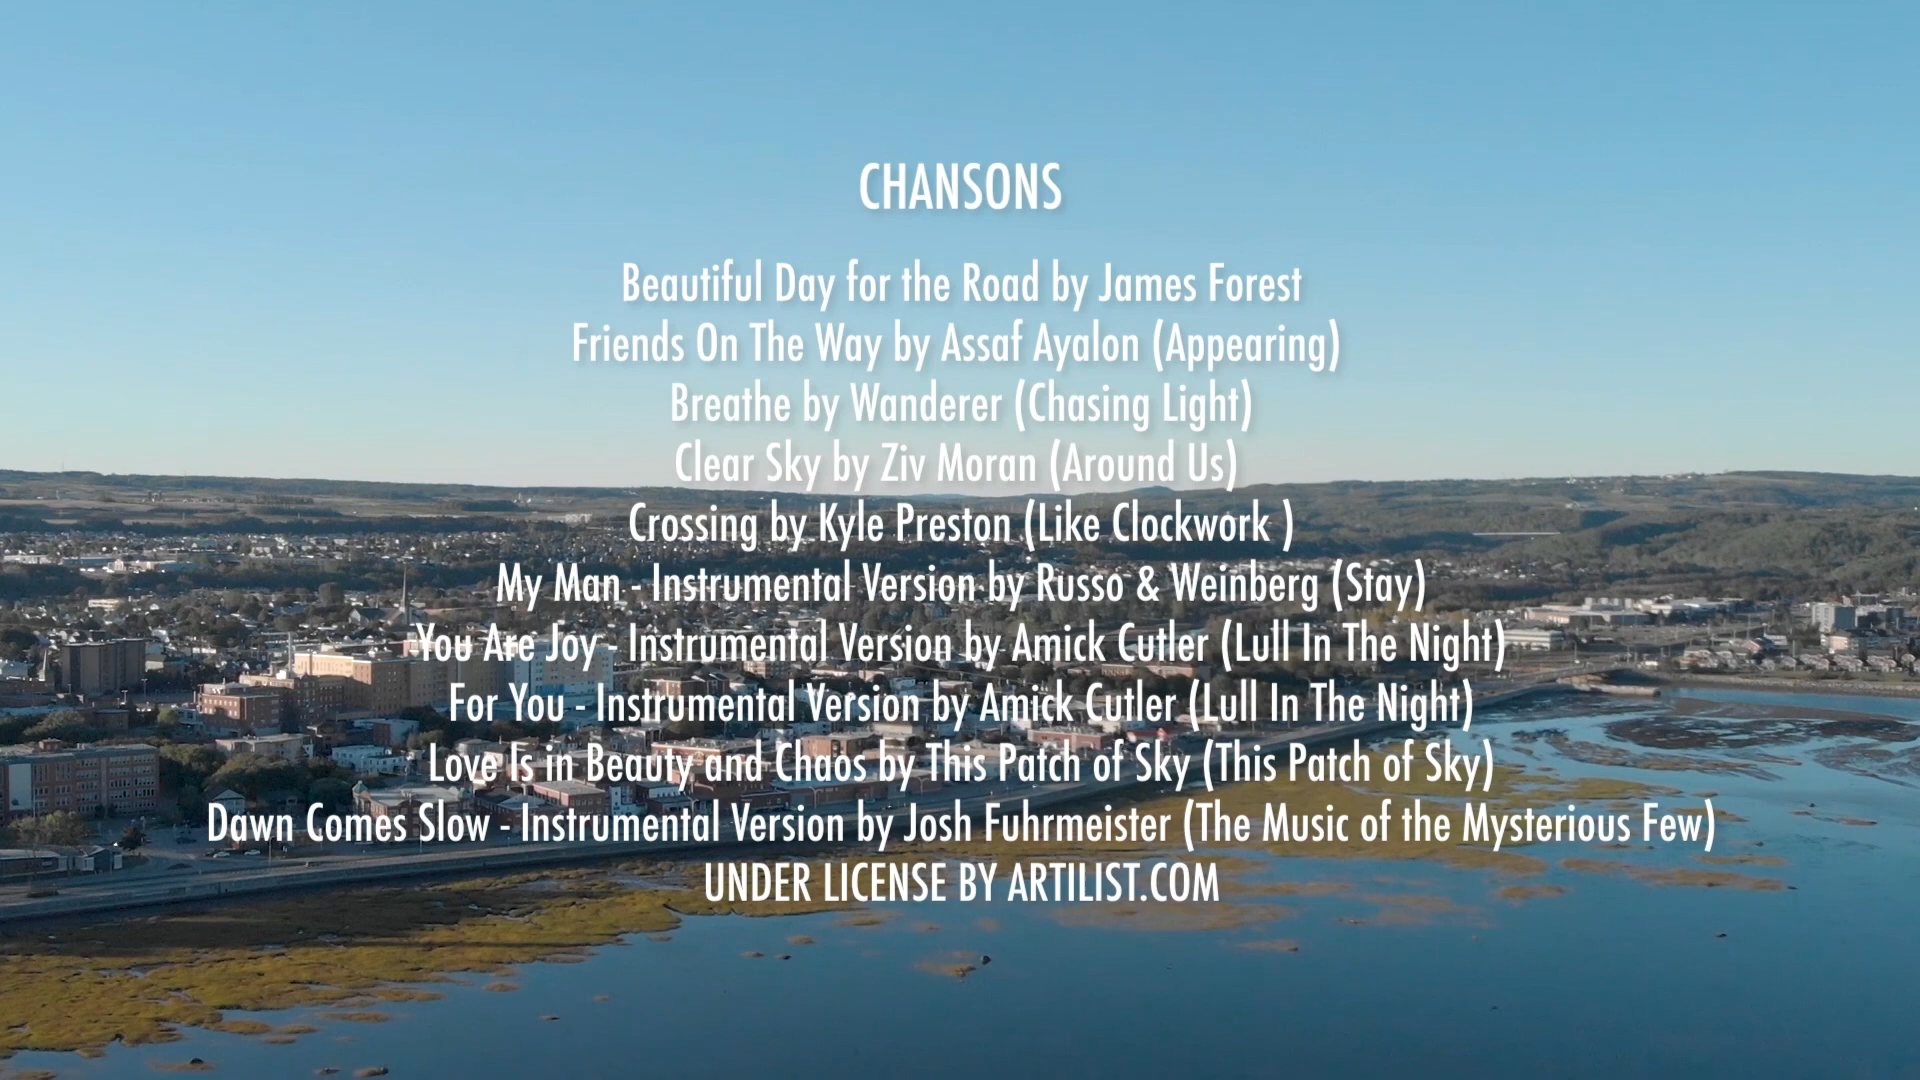 CHANSONS
Beautiful Day for the Road by James Forest
Friends On The Way by Assaf Ayalon (Appearing)
Breathe by Wanderer (Chasing Light)
Clear Sky by Ziv Moran (Around Us)
Crossing by Kyle Preston (Like Clockwork )
My Man - Instrumental Version by Russo & Weinberg (Stay)
You Are Joy - Instrumental Version by Amick Cutler (Lull In The Night)
For You - Instrumental Version by Amick Cutler (Lull In The Night)
Love Is in Beauty and Chaos by This Patch of Sky (This Patch of Sky)
Dawn Comes Slow - Instrumental Version by Josh Fuhrmeister (The Music of the Mysterious Few)
UNDER LICENSE BY ARTILIST.COM